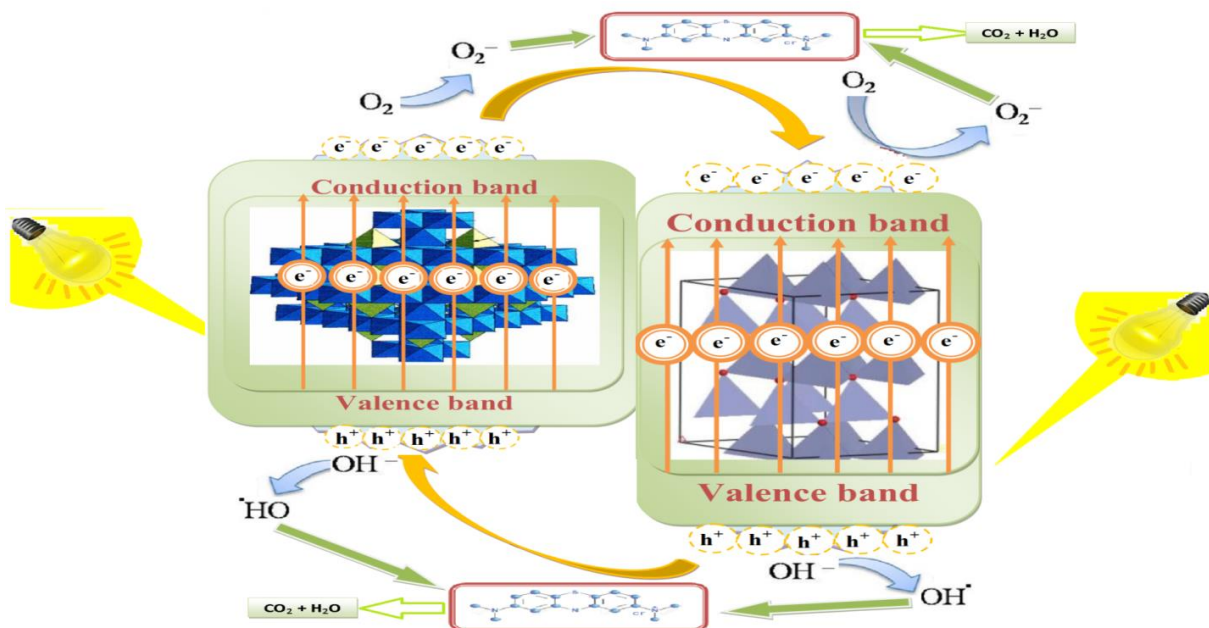 CO₂ + H₂O
O₂⁻
O₂
O₂
O₂⁻
e⁻ e⁻ e⁻ e⁻ e⁻
e⁻ e⁻ e⁻ e⁻ e⁻
Conduction band
Conduction band
e⁻ e⁻ e⁻ e⁻ e⁻ e⁻
e⁻ e⁻ e⁻ e⁻ e⁻ e⁻
Valence band
h⁺ h⁺ h⁺ h⁺ h⁺
OH⁻
Valence band
•HO
h⁺ h⁺ h⁺ h⁺ h⁺
OH⁻
OH•
CO₂ + H₂O